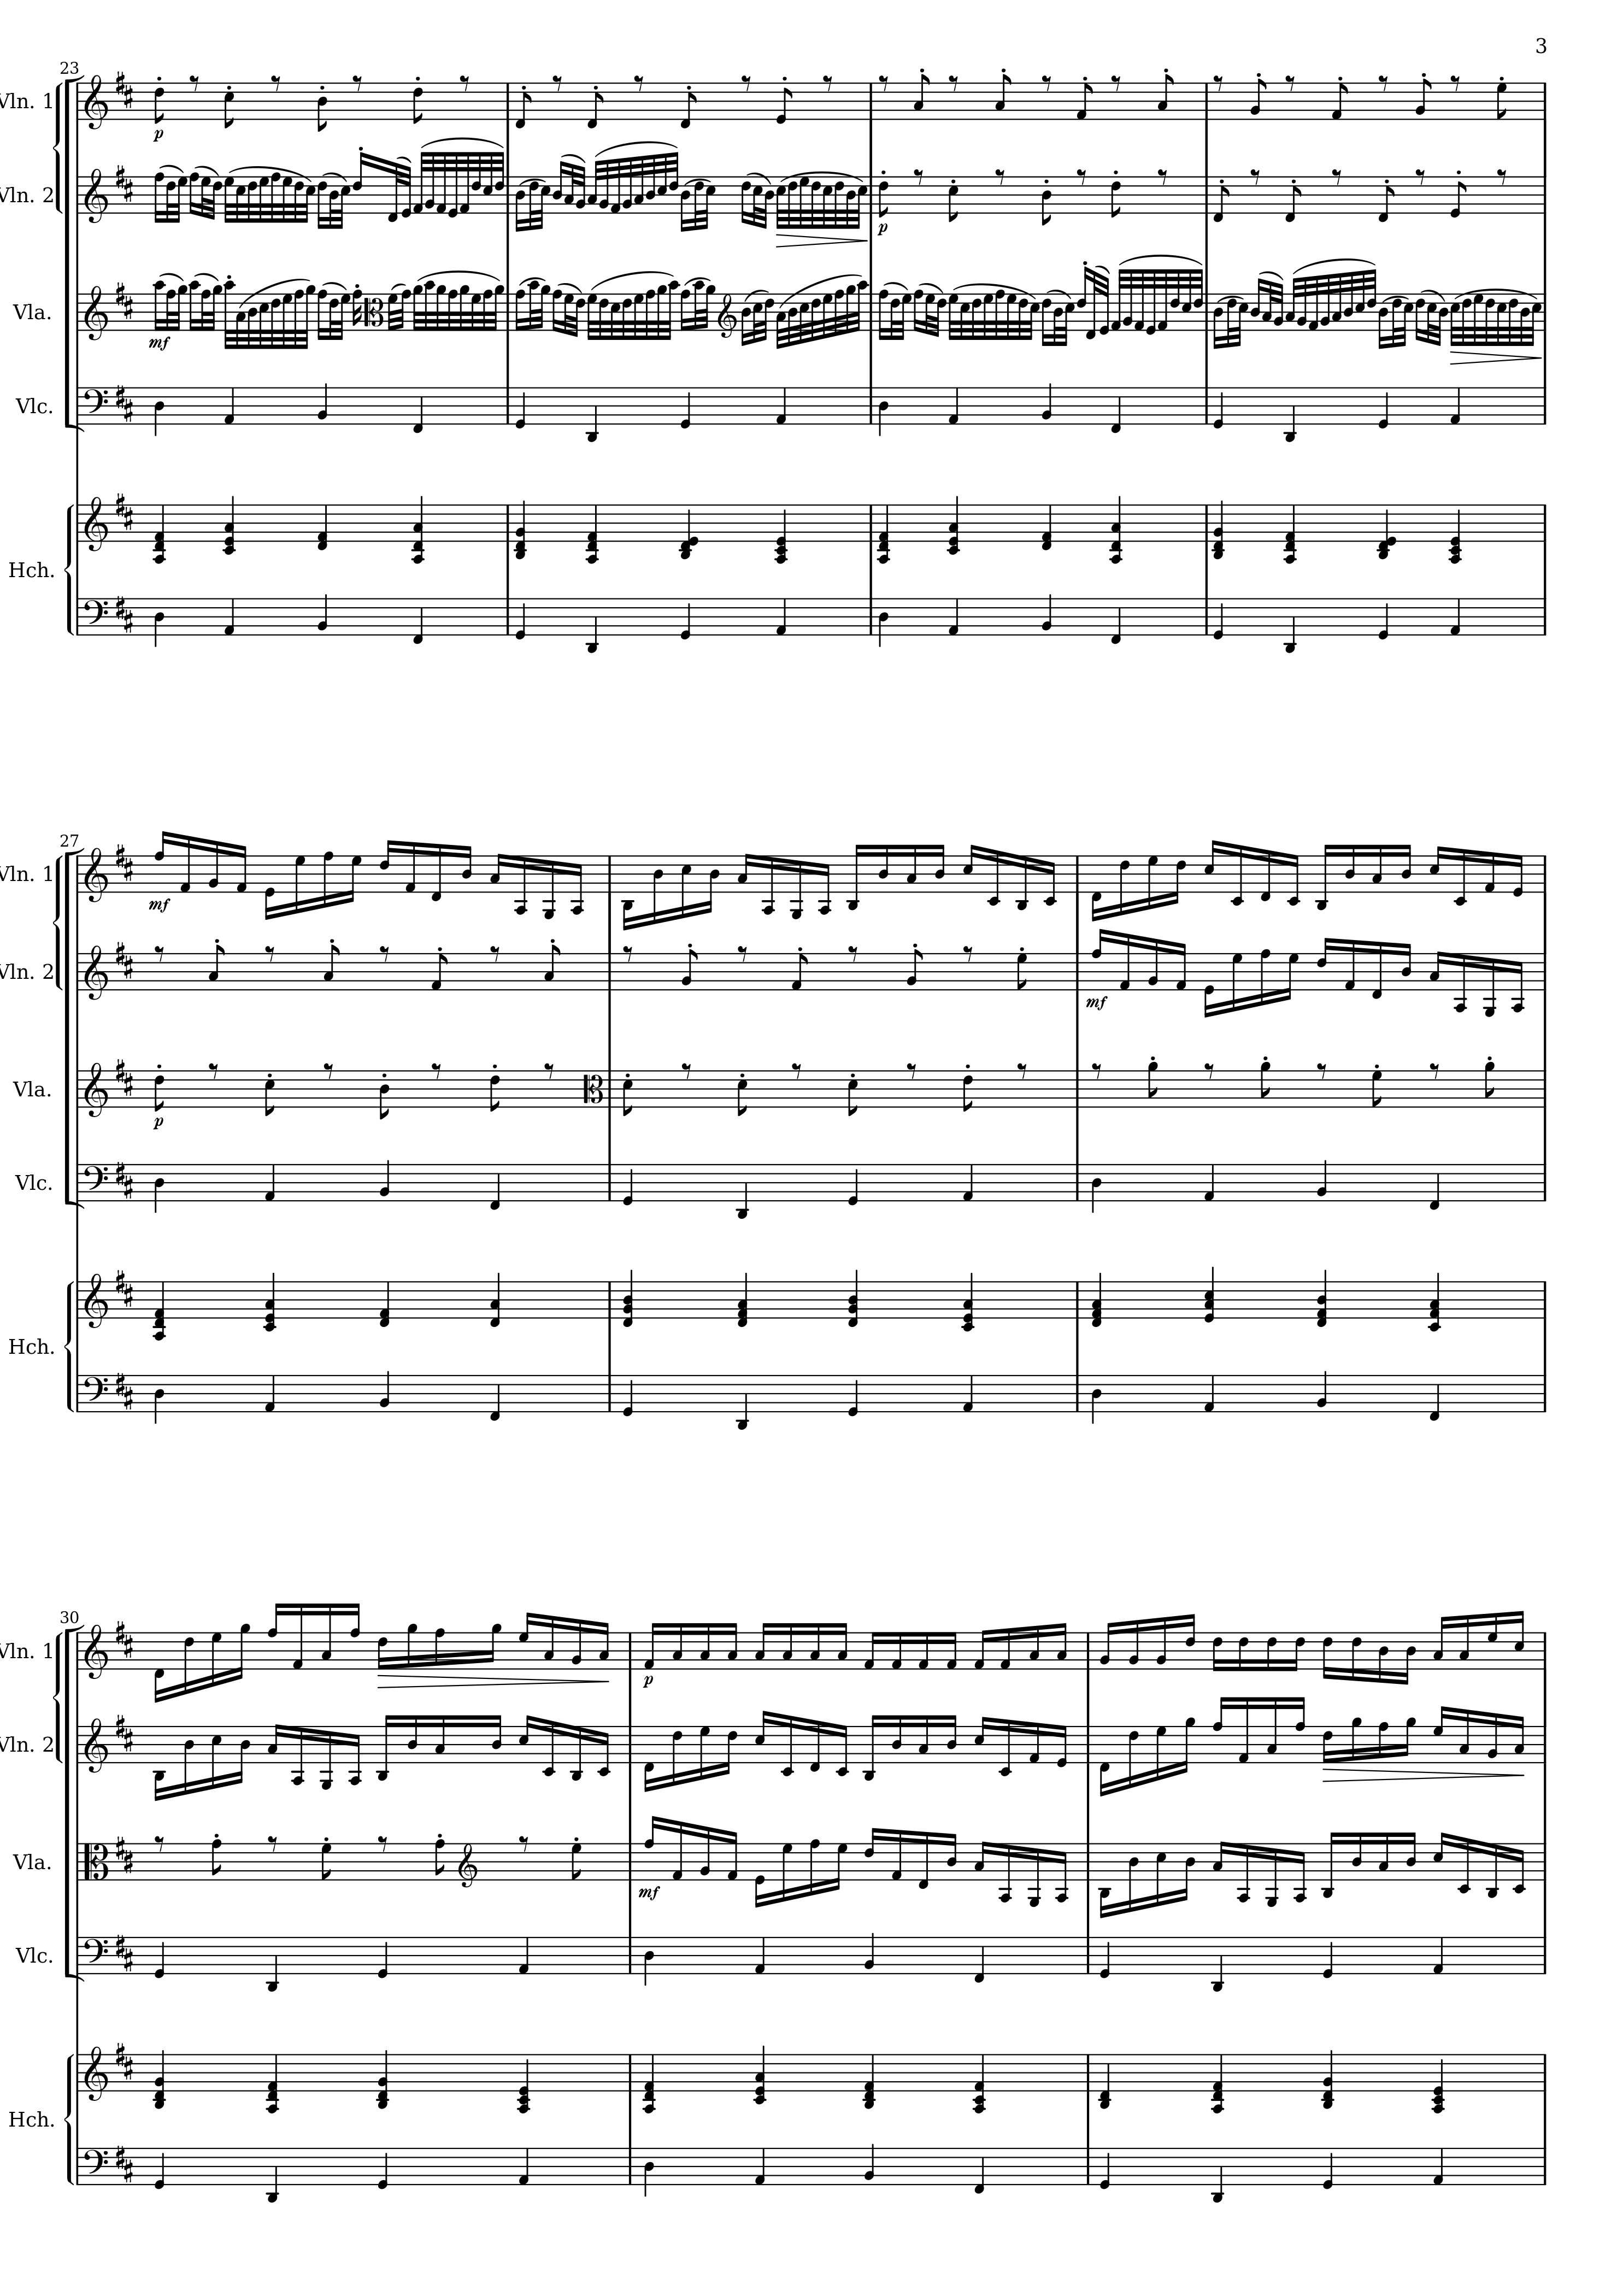 3
23
Vln. 1
p
Vln. 2
p
Vla.
mf
Vlc.
Hch.
27
Vln. 1
mf
Vln. 2
mf
Vla.
p
Vlc.
Hch.
30
Vln. 1
p
Vln. 2
Vla.
mf
Vlc.
Hch.